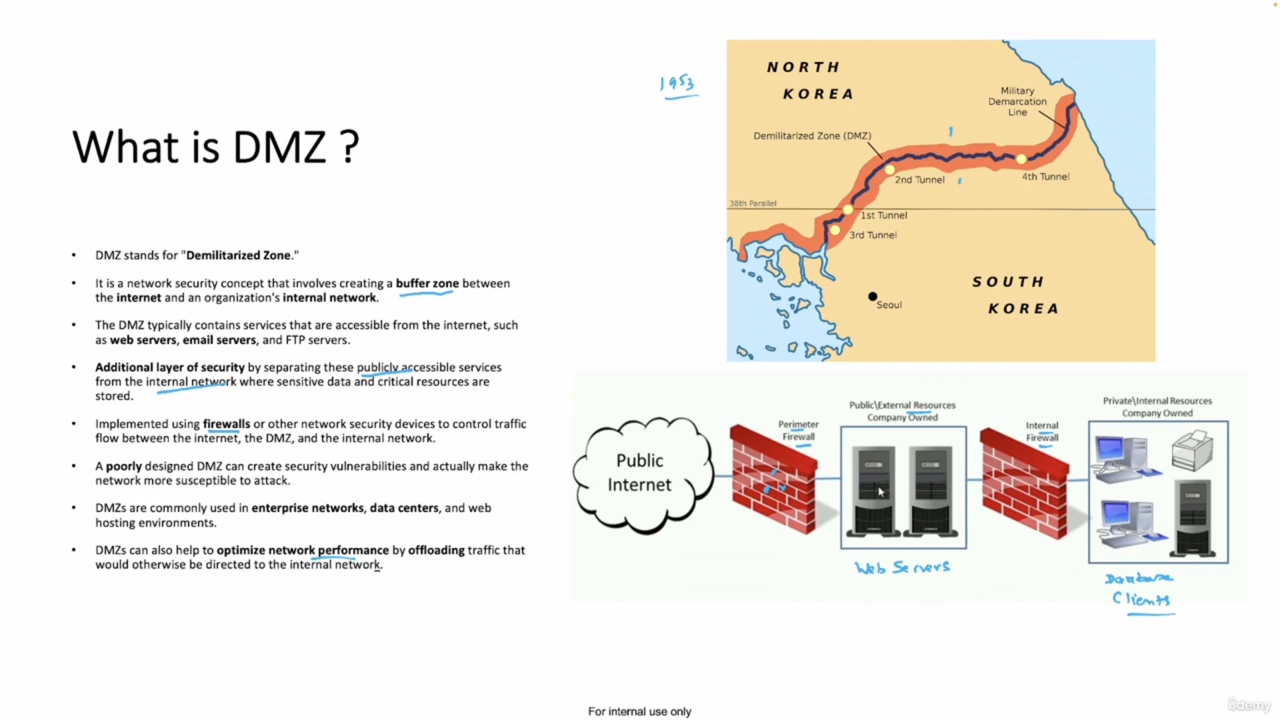 What is DMZ ?
• DMZ stands for "Demilitarized Zone."
• It is a network security concept that involves creating a buffer zone between
the internet and an organization's internal network.
• The DMZ typically contains services that are accessible from the internet, such
as web servers, email servers, and FTP servers.
• Additional layer of security by separating these publicly accessible services
from the internal network where sensitive data and critical resources are
stored.
• Implemented using firewalls or other network security devices to control traffic
flow between the internet, the DMZ, and the internal network.
• A poorly designed DMZ can create security vulnerabilities and actually make the
network more susceptible to attack.
• DMZs are commonly used in enterprise networks, data centers, and web
hosting environments.
• DMZs can also help to optimize network performance by offloading traffic that
would otherwise be directed to the internal network.
1953
NORTH
KOREA
Military
Demarcation
Line
Demilitarized Zone (DMZ)
2nd Tunnel
4th Tunnel
38th Parallel
1st Tunnel
3rd Tunnel
SOUTH
KOREA
Seoul
Public
Internet
Perimeter
Firewall
Public\External Resources
Company Owned
Internal
Firewall
Private\Internal Resources
Company Owned
Web Servers
Database
Clients
For internal use only
ûdemy